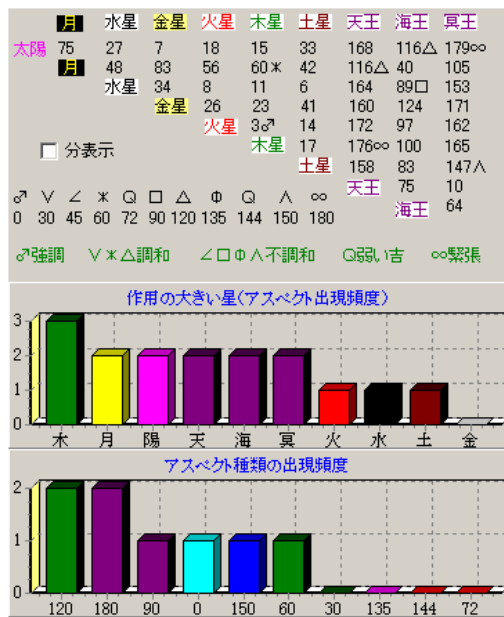 月 水星 金星 火星 木星 土星 天王 海王 冥王
太陽 75 27 7 18 15 33 168 116△ 179∞
月 48 83 56 60⚹ 42 116△ 40 105
水星 34 8 11 6 164 89□ 153
金星 26 23 41 160 124 171
火星 3♂ 14 172 97 162
木星 17 176∞ 100 165
分表示 土星 158 83 147∧
天王 75 10
海王 64
♂ ∨ ∠ ⚹ Q □ △ Φ Q ∧ ∞
0 30 45 60 72 90 120 135 144 150 180
♂強調 ∨⚹△調和 ∠□Φ∧不調和 Q弱い吉 ∞緊張
作用の大きい星(アスペクト出現頻度)
3
2
1
0
木 月 陽 天 海 冥 火 水 土 金
アスペクト種類の出現頻度
2
1
0
120 180 90 0 150 60 30 135 144 72